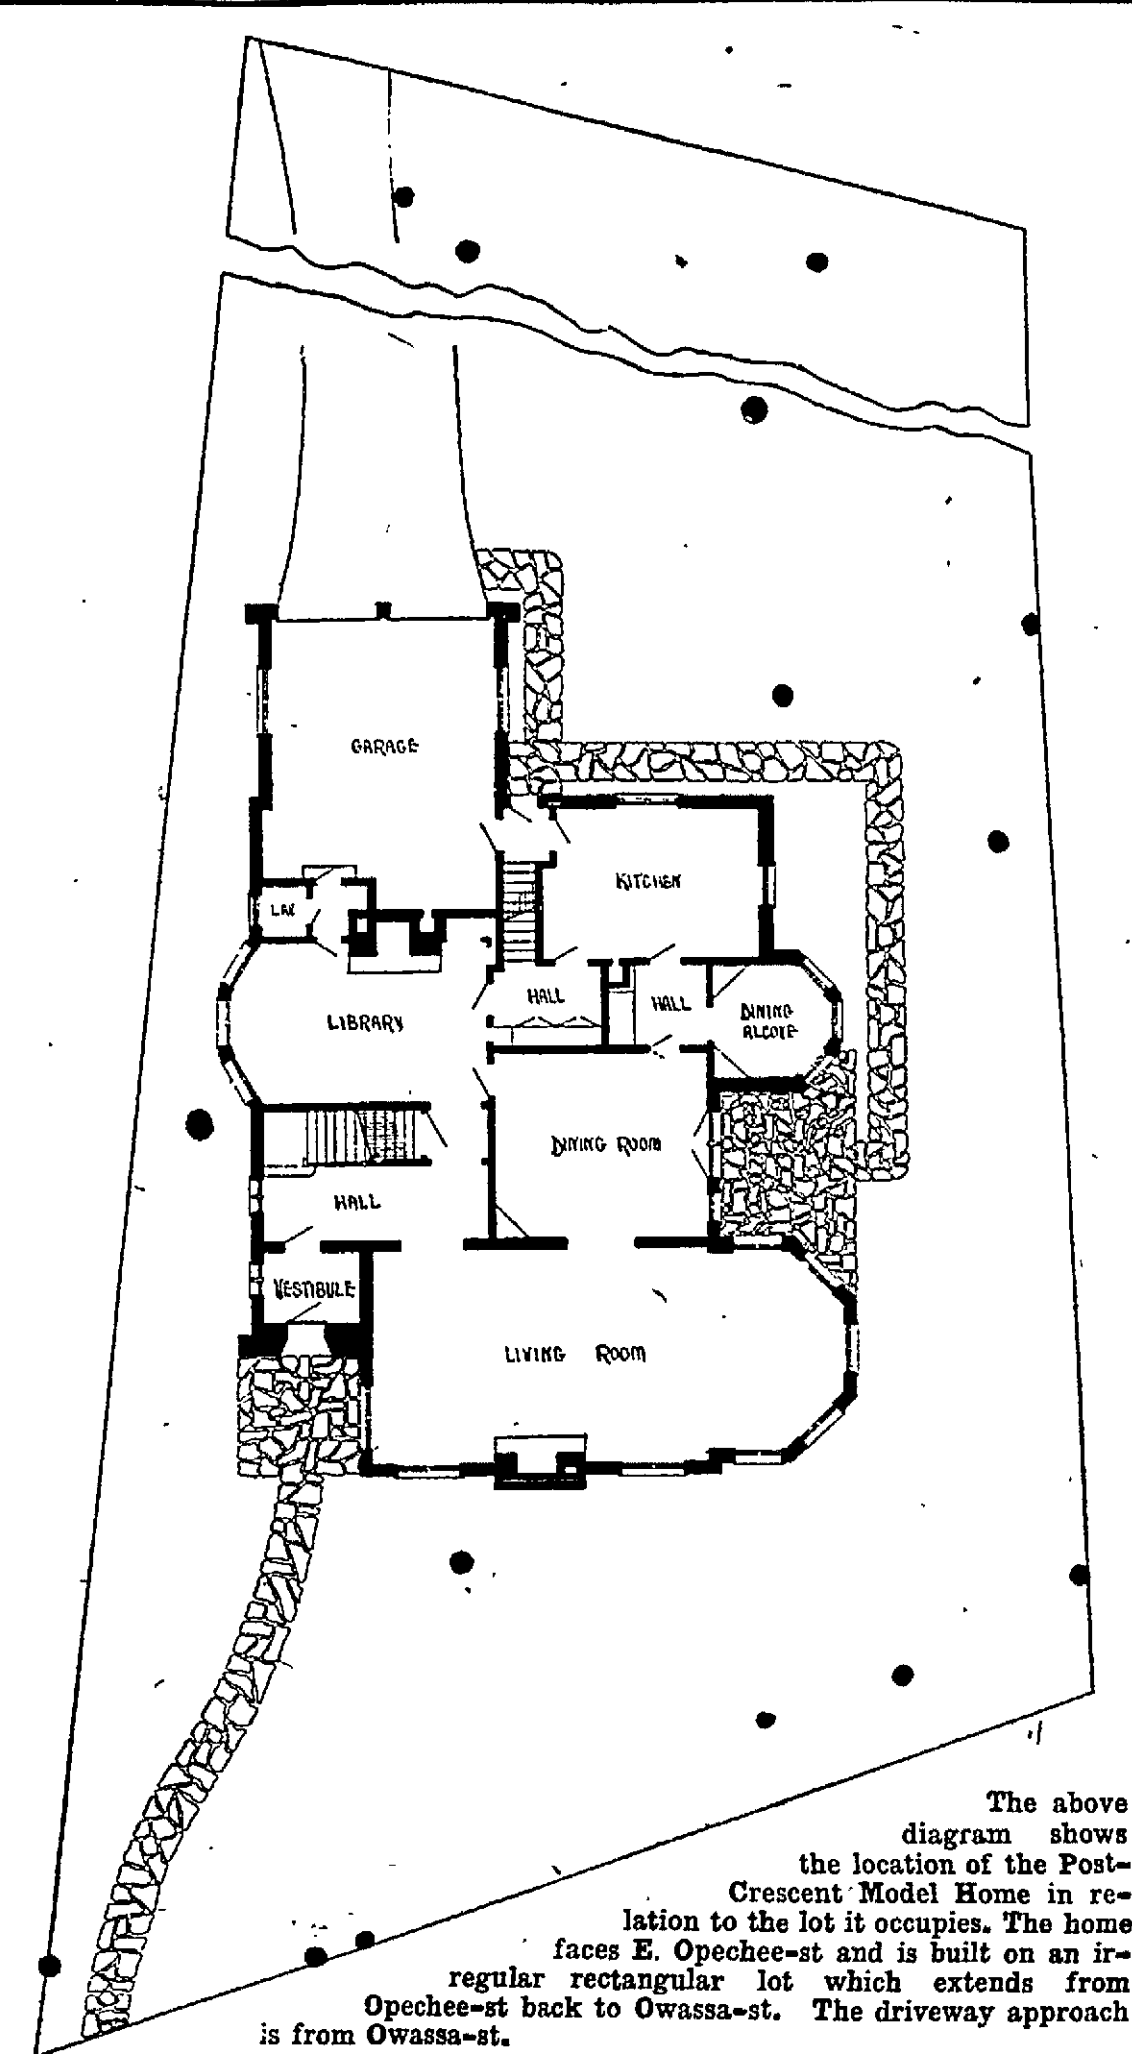 GARAGE
KITCHEN
LAV
HALL
HALL
LIBRARY
DINING
ALCOVE
DINING ROOM
HALL
VESTIBULE
LIVING ROOM
The above
diagram shows
the location of the Post-
Crescent Model Home in re-
lation to the lot it occupies. The home
faces E. Opechee-st and is built on an ir-
regular rectangular lot which extends from
Opechee-st back to Owassa-st. The driveway approach
is from Owassa-st.